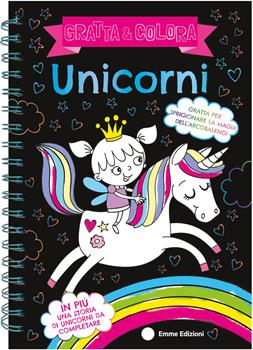 GRATTA & COLORA
Unicorni
GRATTA PER
SPRIGIONARE LA MAGIA
DELL'ARCOBALENO!
IN PIÙ
UNA STORIA
DI UNICORNI DA
COMPLETARE
Emme Edizioni